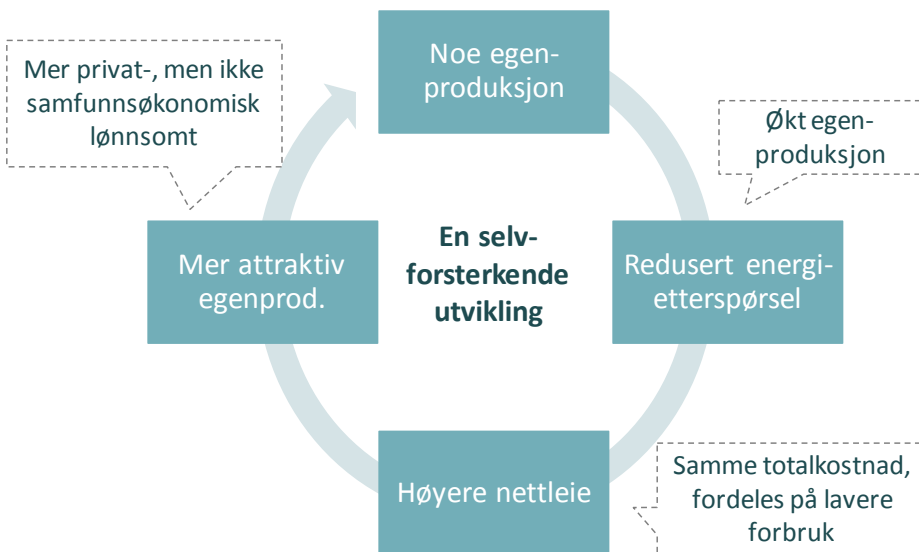 Noe egen-
produksjon
Mer privat-, men ikke
samfunnsøkonomisk
lønnsomt
Økt egen-
produksjon
Mer attraktiv
egenprod.
En selv-
forsterkende
utvikling
Redusert energi-
etterspørsel
Høyere nettleie
Samme totalkostnad,
fordeles på lavere
forbruk